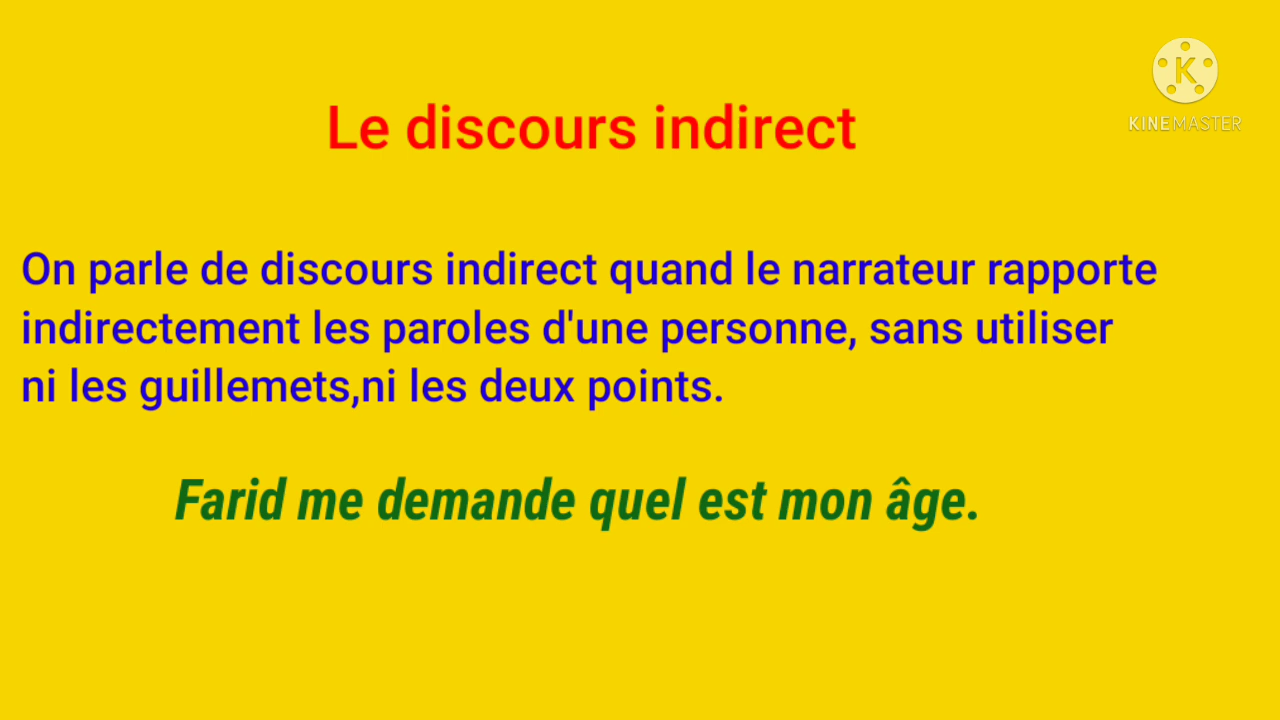 KINEMASTER
Le discours indirect
On parle de discours indirect quand le narrateur rapporte
indirectement les paroles d'une personne, sans utiliser
ni les guillemets,ni les deux points.
Farid me demande quel est mon âge.